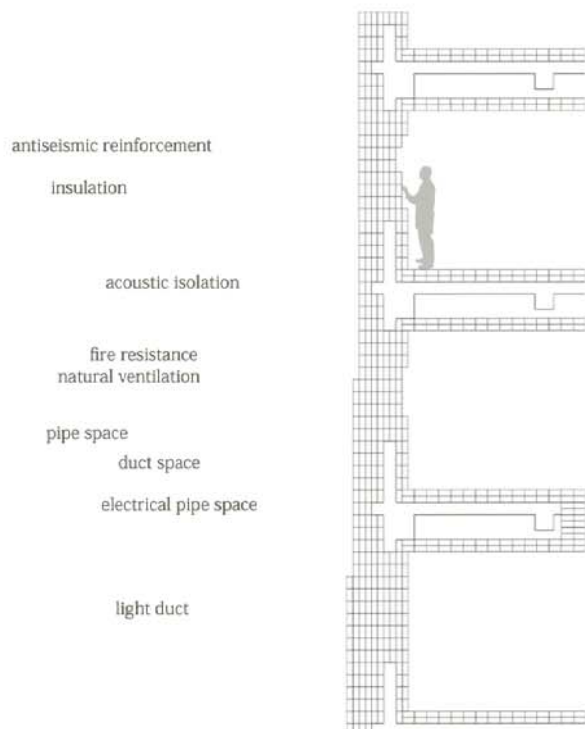 antiseismic reinforcement
insulation
acoustic isolation
fire resistance
natural ventilation
pipe space
duct space
electrical pipe space
light duct